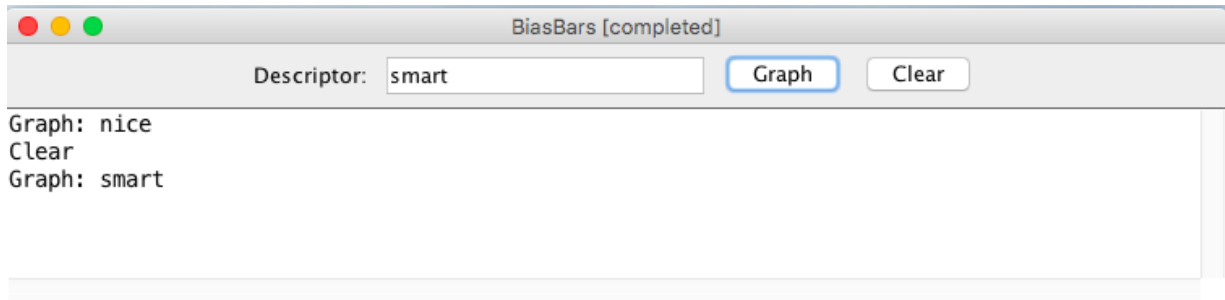 BiasBars [completed]
Descriptor: smart Graph Clear
Graph: nice
Clear
Graph: smart